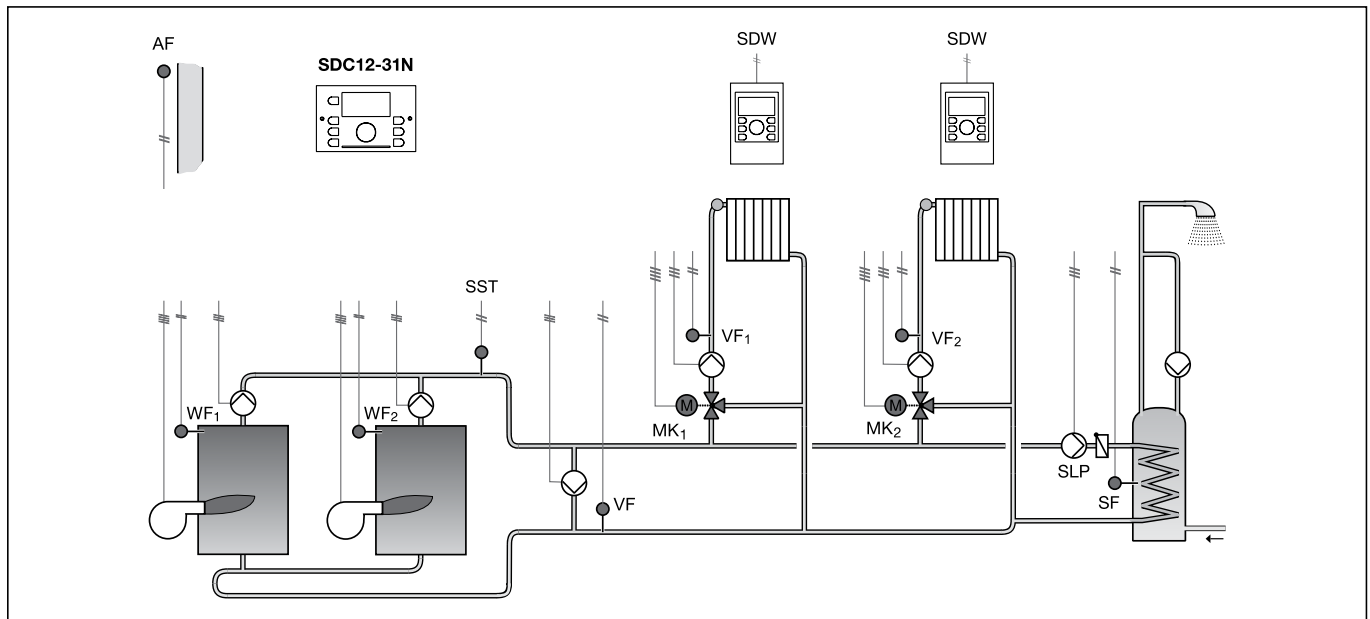 AF
SDC12-31N
SDW
SDW
SST
VF1
VF2
WF1
WF2
M
MK1
M
MK2
SLP
SF
VF